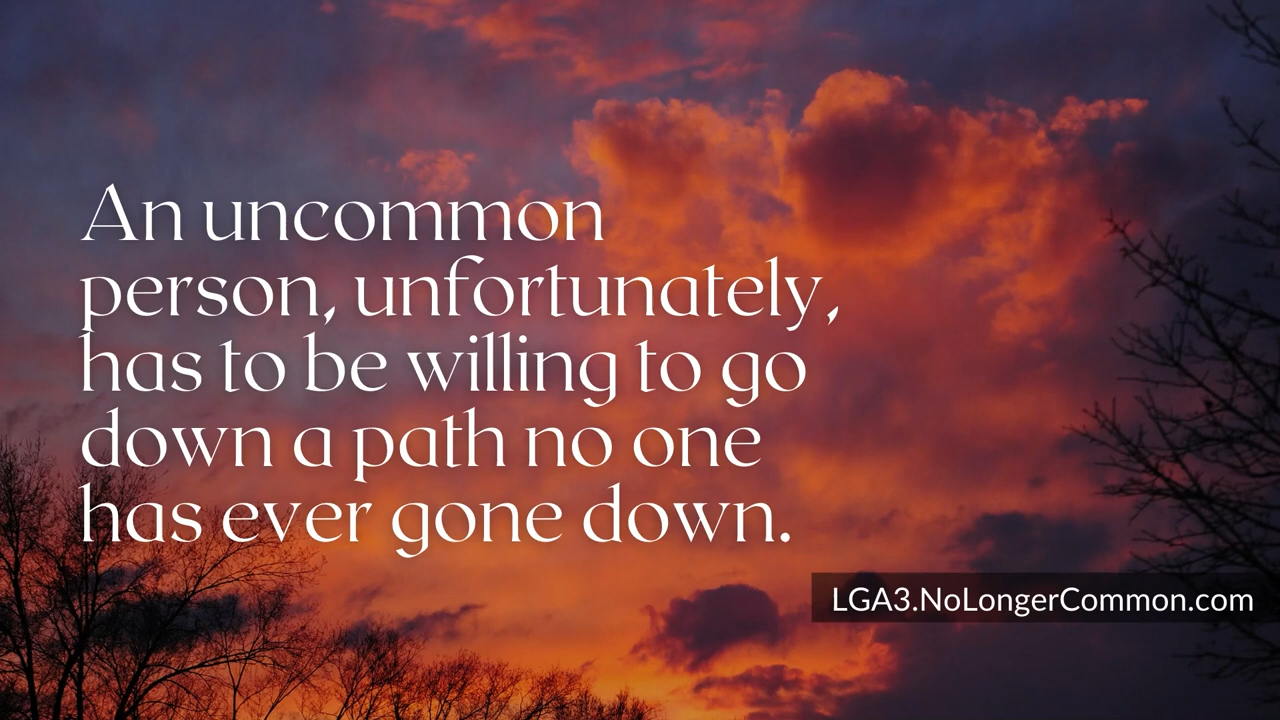 An uncommon
person, unfortunately,
has to be willing to go
down a path no one
has ever gone down.
LGA3.NoLongerCommon.com